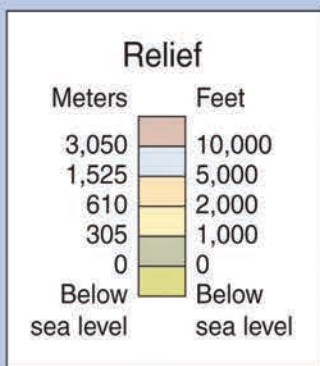 Relief
Meters Feet
3,050 10,000
1,525 5,000
610 2,000
305 1,000
0 0
Below Below
sea level sea level